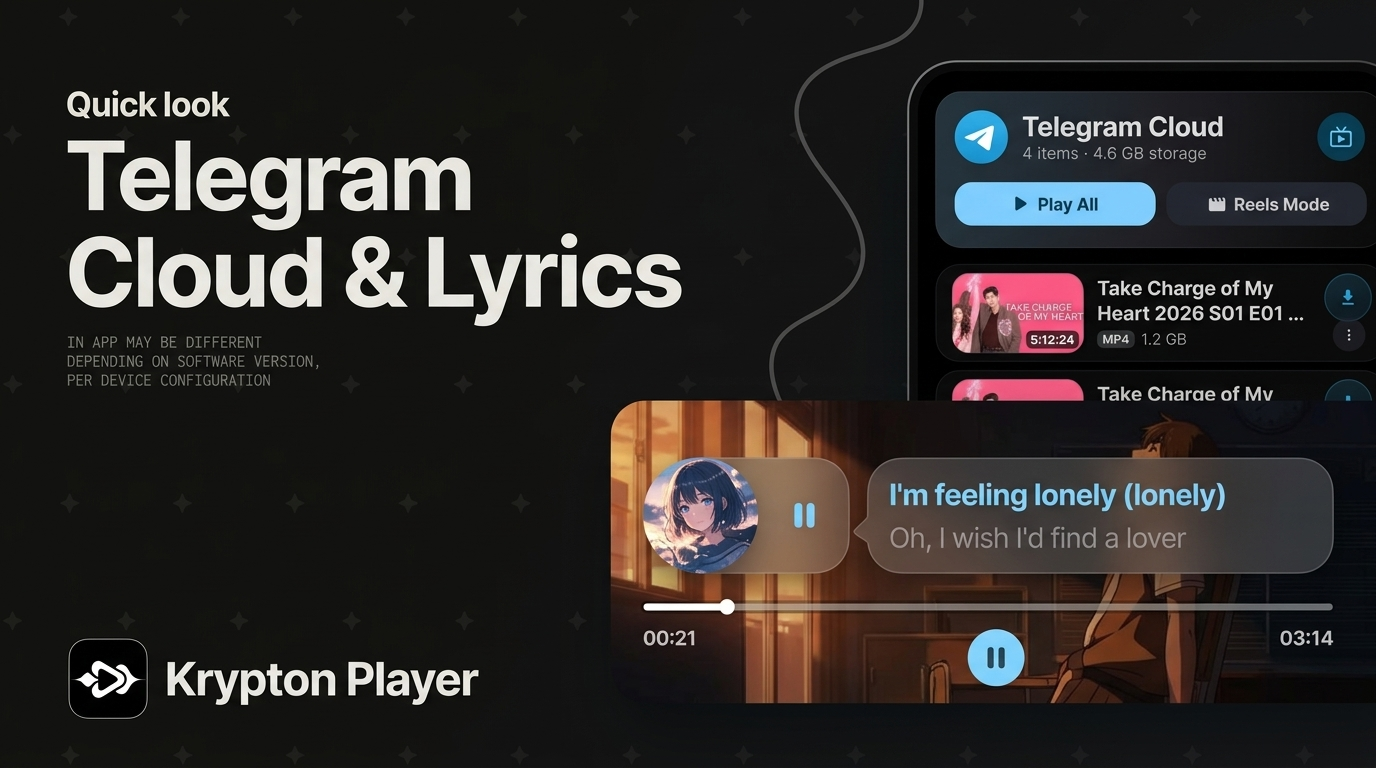 Quick look
Telegram
Cloud & Lyrics
IN APP MAY BE DIFFERENT
DEPENDING ON SOFTWARE VERSION,
PER DEVICE CONFIGURATION
Krypton Player
Telegram Cloud
4 items · 4.6 GB storage
Play All
Reels Mode
TAKE CHARGE
OF MY HEART
5:12:24
Take Charge of My
Heart 2026 S01 E01 ...
MP4 1.2 GB
Take Charge of My
I'm feeling lonely (lonely)
Oh, I wish I'd find a lover
00:21
03:14